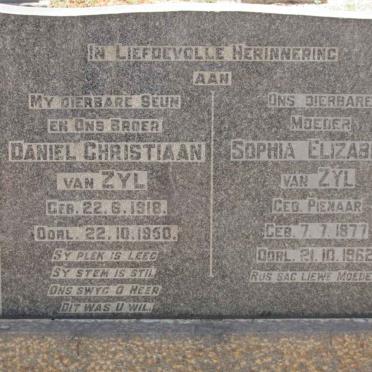 IN LIEFDEVOLLE HERINNERING
AAN
MY DIERBARE SEUN
EN ONS BROER
DANIEL CHRISTIAAN
VAN ZYL
GEB. 22.6.1918.
OORL. 22.10.1950.
SY PLEK IS LEEG
SY STEM IS STIL
ONS SWYG O HEER
DIT WAS U WIL.
ONS DIERBARE
MOEDER
SOPHIA ELIZAB
VAN ZYL
GEB. PIENAAR
GEB. 7.7.1877
OORL. 21.10.1962
RUS SAG LIEWE MOEDE